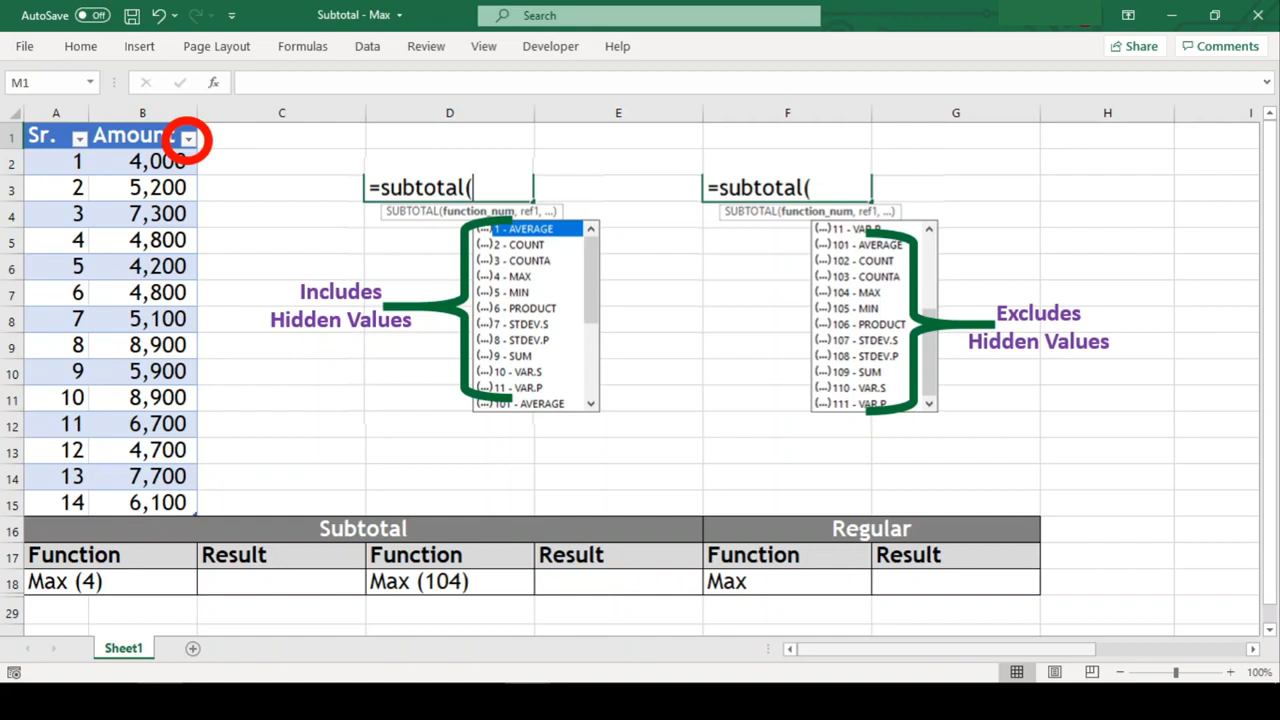 AutoSave Off Subtotal - Max Search
File Home Insert Page Layout Formulas Data Review View Developer Help Share Comments
M1 fx
A B C D E F G H I
1 Sr. Amount
2 1 4,000
3 2 5,200 =subtotal( =subtotal(
4 3 7,300 SUBTOTAL(function_num, ref1, ...) SUBTOTAL(function_num, ref1, ...)
(...)1 - AVERAGE (...)11 - VAR.P
5 4 4,800 (...)2 - COUNT (...)101 - AVERAGE
(...)3 - COUNTA (...)102 - COUNT
6 5 4,200 (...)4 - MAX (...)103 - COUNTA
7 6 4,800 Includes (...)5 - MIN (...)104 - MAX
(...)6 - PRODUCT (...)105 - MIN Excludes
8 7 5,100 Hidden Values (...)7 - STDEV.S (...)106 - PRODUCT
9 8 8,900 (...)8 - STDEV.P (...)107 - STDEV.S Hidden Values
(...)9 - SUM (...)108 - STDEV.P
10 9 5,900 (...)10 - VAR.S (...)109 - SUM
11 10 8,900 (...)11 - VAR.P (...)110 - VAR.S
(...)101 - AVERAGE (...)111 - VAR.P
12 11 6,700
13 12 4,700
14 13 7,700
15 14 6,100
16 Subtotal Regular
17 Function Result Function Result Function Result
18 Max (4) Max (104) Max
29
Sheet1
100%